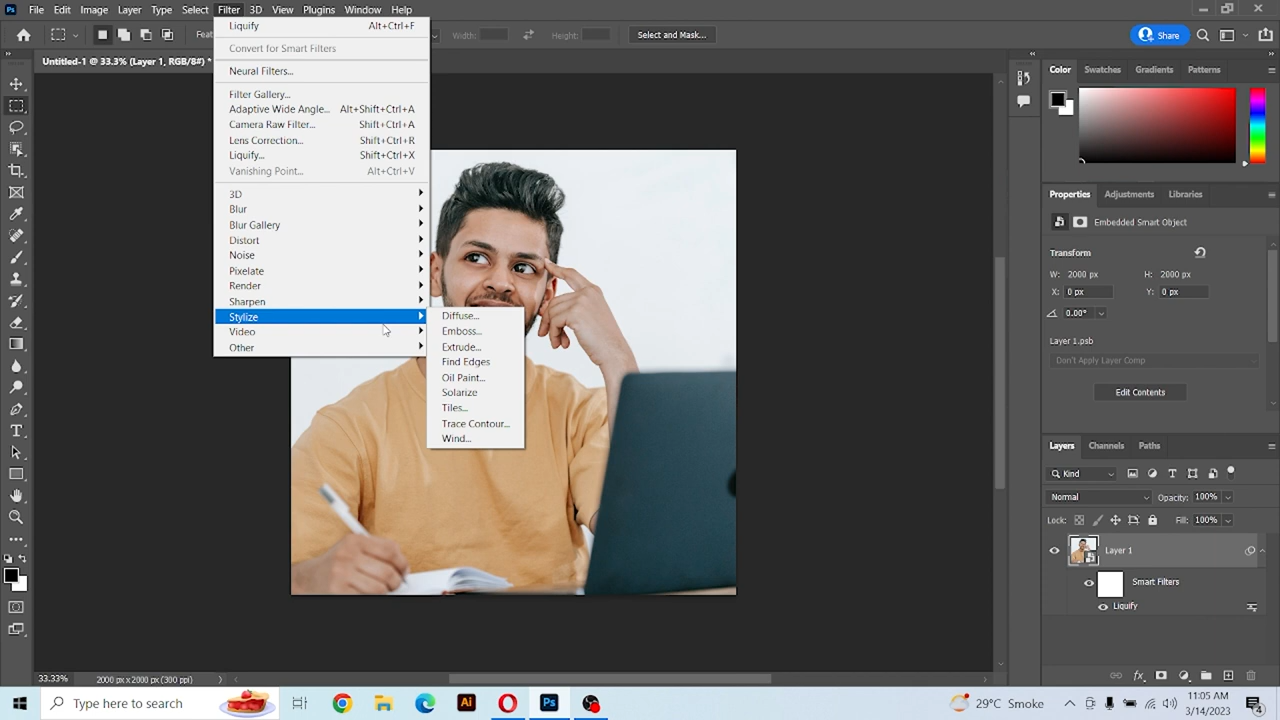 Ps File Edit Image Layer Type Select Filter 3D View Plugins Window Help
Feat Width: Height: Select and Mask... Share
Untitled-1 @ 33.3% (Layer 1, RGB/8#) *
Liquify Alt+Ctrl+F
Convert for Smart Filters
Neural Filters...
Filter Gallery...
Adaptive Wide Angle... Alt+Shift+Ctrl+A
Camera Raw Filter... Shift+Ctrl+A
Lens Correction... Shift+Ctrl+R
Liquify... Shift+Ctrl+X
Vanishing Point... Alt+Ctrl+V
3D
Blur
Blur Gallery
Distort
Noise
Pixelate
Render
Sharpen
Stylize
Video
Other
Diffuse...
Emboss...
Extrude...
Find Edges
Oil Paint...
Solarize
Tiles...
Trace Contour...
Wind...
Color Swatches Gradients Patterns
Properties Adjustments Libraries
Embedded Smart Object
Transform
W: 2000 px H: 2000 px
X: 0 px Y: 0 px
0.00°
Layer 1.psb
Don't Apply Layer Comp
Edit Contents
Layers Channels Paths
Kind
Normal Opacity: 100%
Lock: Fill: 100%
Layer 1
Smart Filters
Liquify
33.33% 2000 px x 2000 px (300 ppi)
Type here to search
Ai Ps
29°C Smoke
11:05 AM
3/14/2023
4